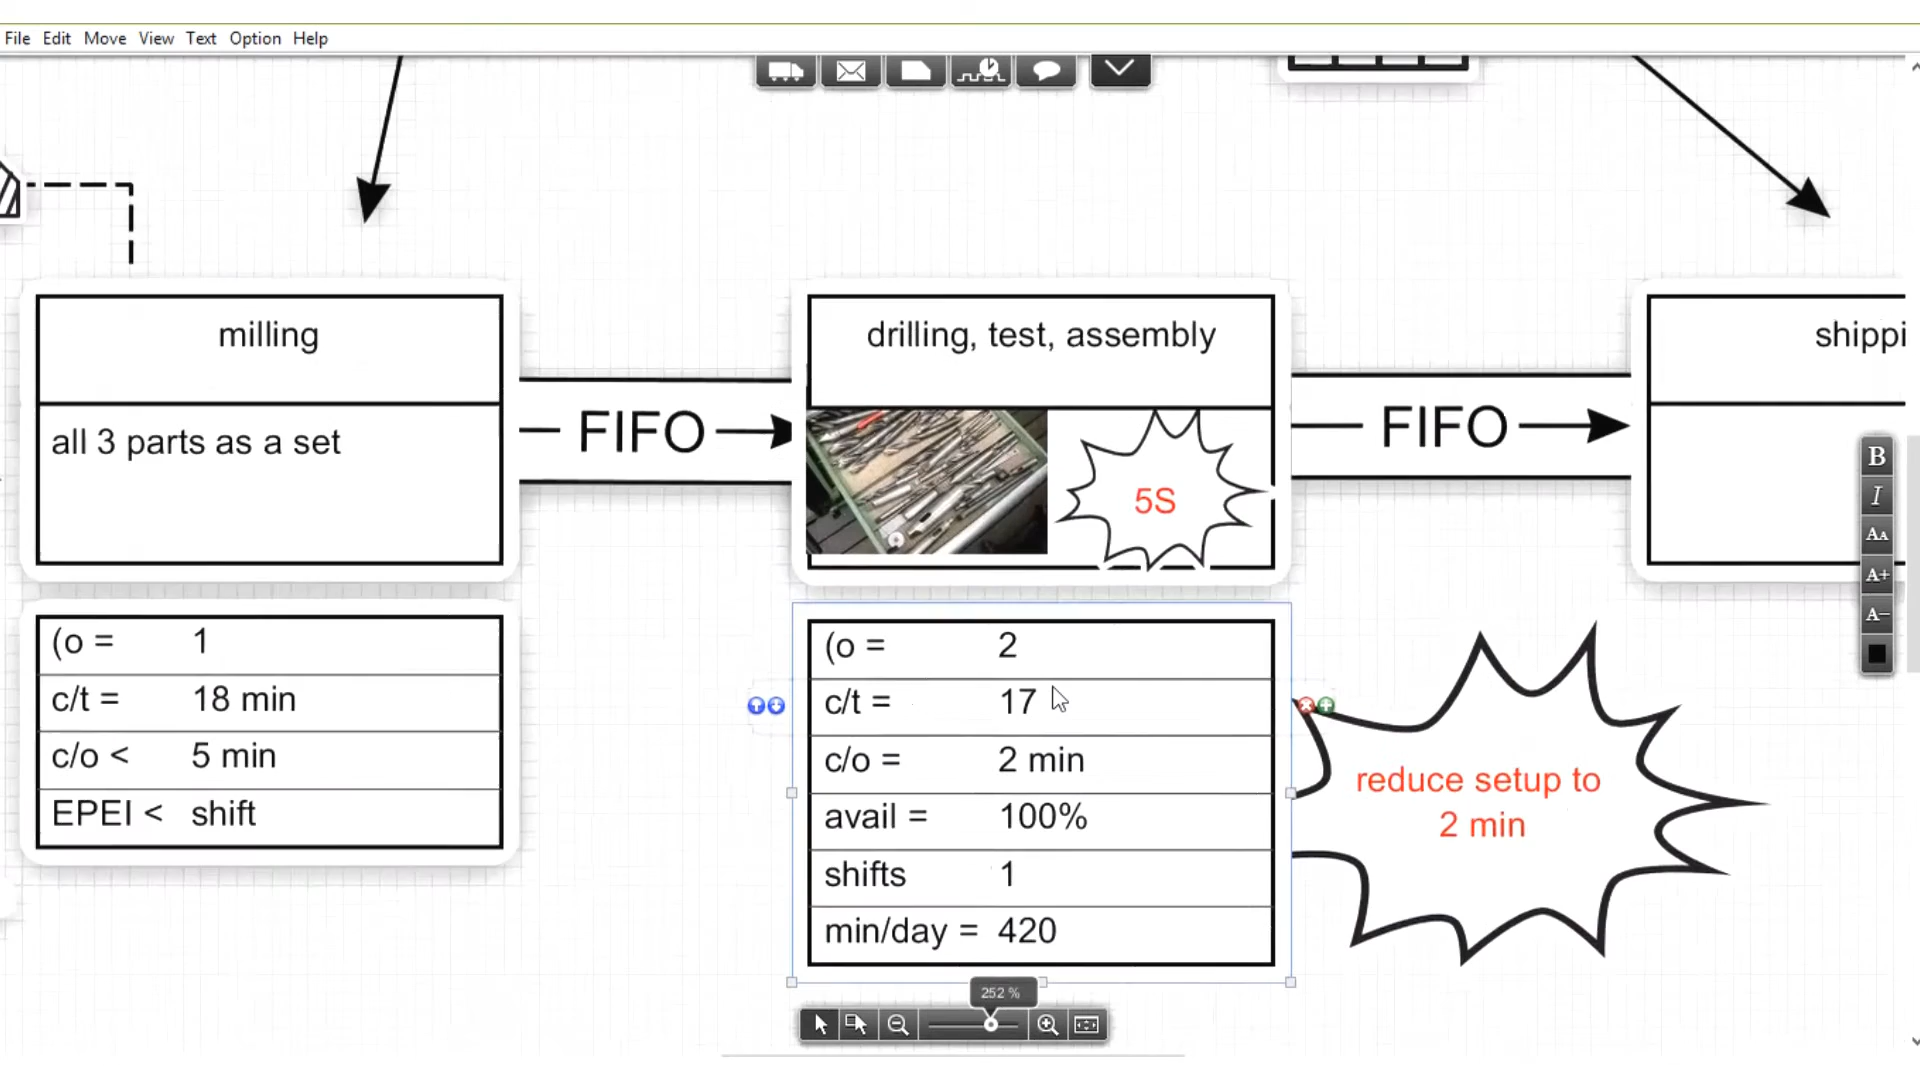 File Edit Move View Text Option Help
milling
all 3 parts as a set
FIFO
drilling, test, assembly
5S
FIFO
shippi
(o = 1
c/t = 18 min
c/o < 5 min
EPEI < shift
(o = 2
c/t = 17
c/o = 2 min
avail = 100%
shifts 1
min/day = 420
reduce setup to
2 min
B
I
AA
A+
A−
252 %